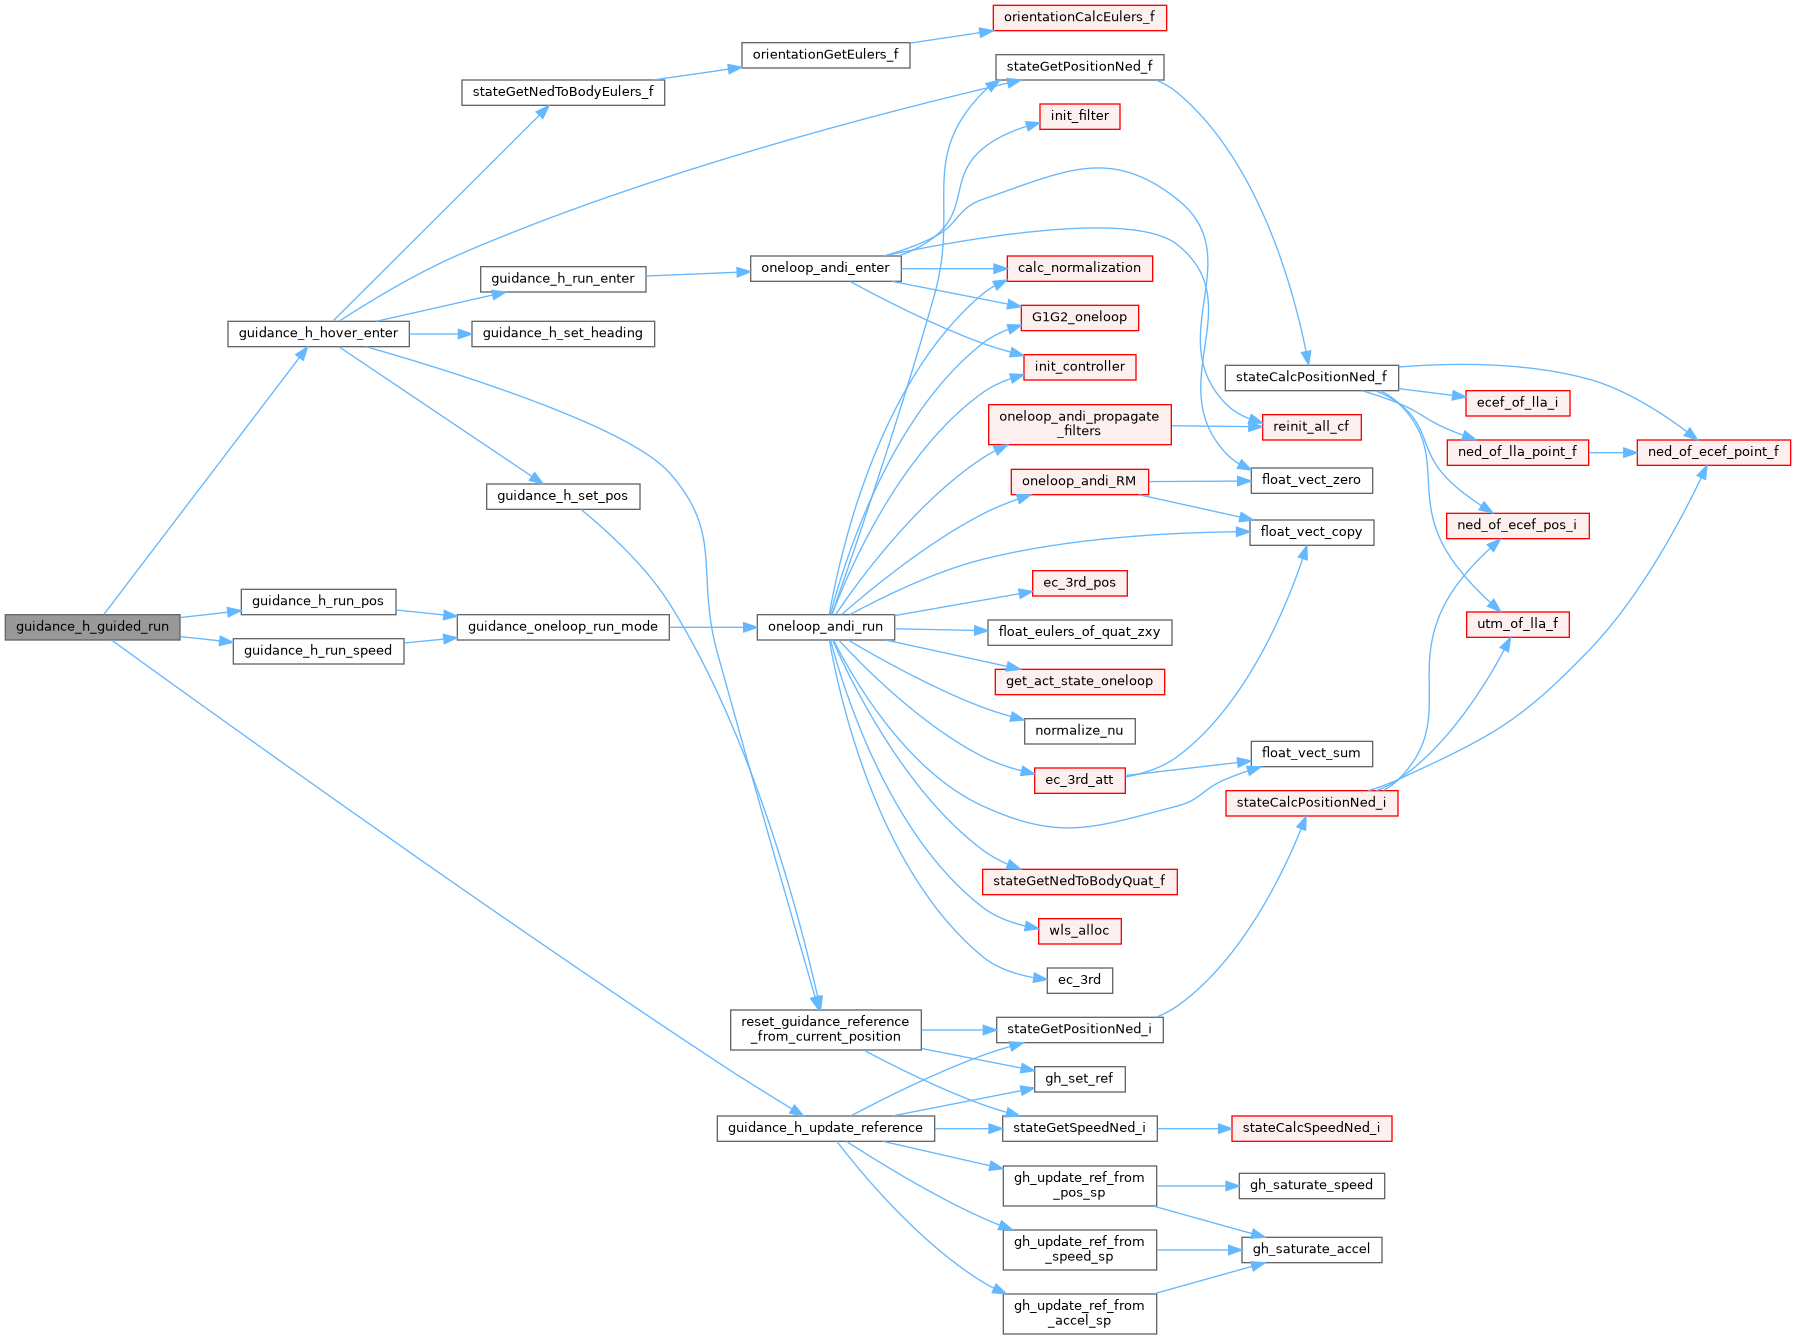 orientationCalcEulers_f
orientationGetEulers_f
stateGetPositionNed_f
stateGetNedToBodyEulers_f
init_filter
oneloop_andi_enter
calc_normalization
guidance_h_run_enter
G1G2_oneloop
guidance_h_hover_enter
guidance_h_set_heading
init_controller
stateCalcPositionNed_f
ecef_of_lla_i
oneloop_andi_propagate
_filters
reinit_all_cf
ned_of_lla_point_f
ned_of_ecef_point_f
oneloop_andi_RM
float_vect_zero
guidance_h_set_pos
ned_of_ecef_pos_i
float_vect_copy
ec_3rd_pos
guidance_h_run_pos
guidance_h_guided_run
guidance_oneloop_run_mode
oneloop_andi_run
float_eulers_of_quat_zxy
utm_of_lla_f
guidance_h_run_speed
get_act_state_oneloop
normalize_nu
float_vect_sum
ec_3rd_att
stateCalcPositionNed_i
stateGetNedToBodyQuat_f
wls_alloc
ec_3rd
reset_guidance_reference
_from_current_position
stateGetPositionNed_i
gh_set_ref
guidance_h_update_reference
stateGetSpeedNed_i
stateCalcSpeedNed_i
gh_update_ref_from
_pos_sp
gh_saturate_speed
gh_update_ref_from
_speed_sp
gh_saturate_accel
gh_update_ref_from
_accel_sp